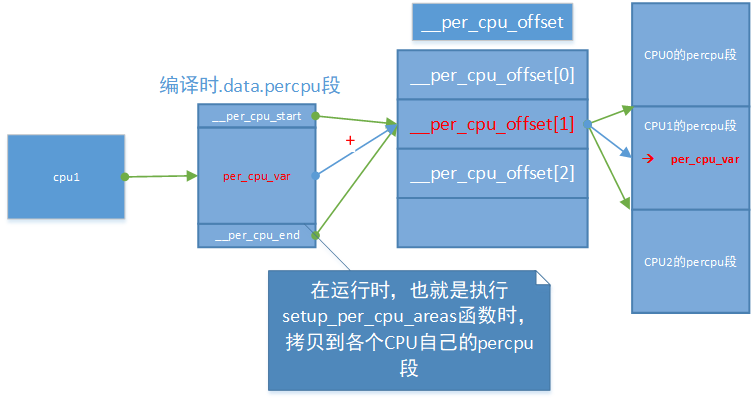 __per_cpu_offset
编译时.data.percpu段
__per_cpu_start
per_cpu_var
__per_cpu_end
cpu1
+
__per_cpu_offset[0]
__per_cpu_offset[1]
__per_cpu_offset[2]
CPU0的percpu段
CPU1的percpu段
→ per_cpu_var
CPU2的percpu段
在运行时，也就是执行
setup_per_cpu_areas函数时，
拷贝到各个CPU自己的percpu
段